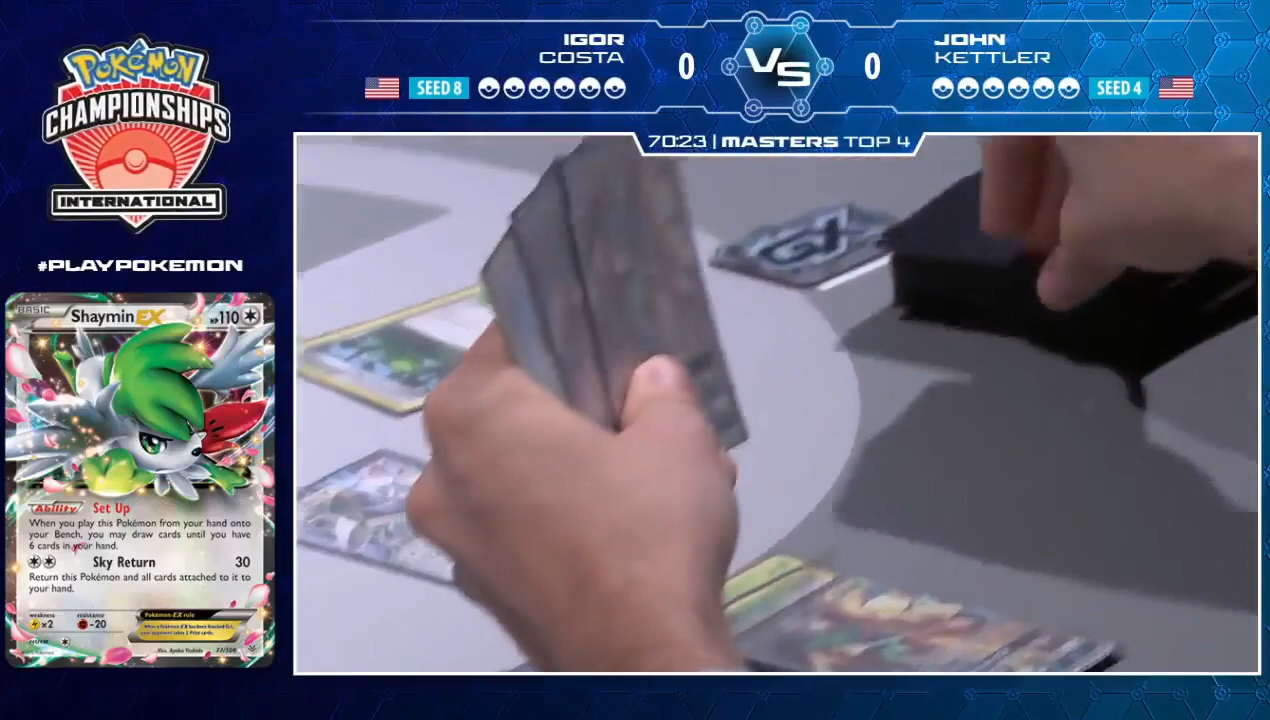 IGOR
COSTA
0
VS
0
JOHN
KETTLER
SEED 8
SEED 4
70:23 | MASTERS TOP 4
POKÉMON
CHAMPIONSHIPS
INTERNATIONAL
#PLAYPOKEMON
GX
BASIC
Shaymin EX HP110
Ability Set Up
When you play this Pokémon from your hand onto
your Bench, you may draw cards until you have
6 cards in your hand.
Sky Return 30
Return this Pokémon and all cards attached to it to
your hand.
weakness resistance
×2 -20
Pokémon-EX rule
retreat
77/108